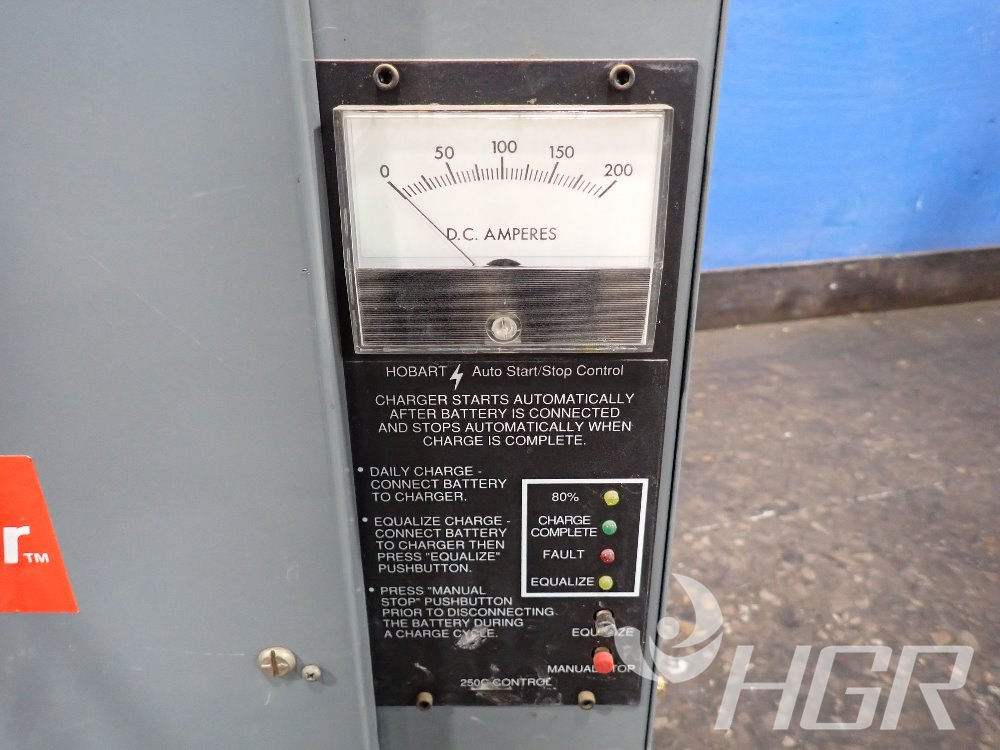 0 50 100 150 200
D.C. AMPERES
HOBART Auto Start/Stop Control
CHARGER STARTS AUTOMATICALLY
AFTER BATTERY IS CONNECTED
AND STOPS AUTOMATICALLY WHEN
CHARGE IS COMPLETE.
• DAILY CHARGE -
CONNECT BATTERY
TO CHARGER.
• EQUALIZE CHARGE -
CONNECT BATTERY
TO CHARGER THEN
PRESS "EQUALIZE"
PUSHBUTTON.
• PRESS "MANUAL
STOP" PUSHBUTTON
PRIOR TO DISCONNECTING
THE BATTERY DURING
A CHARGE CYCLE.
80%
CHARGE
COMPLETE
FAULT
EQUALIZE
EQUALIZE
MANUAL STOP
250C CONTROL
r™
HGR